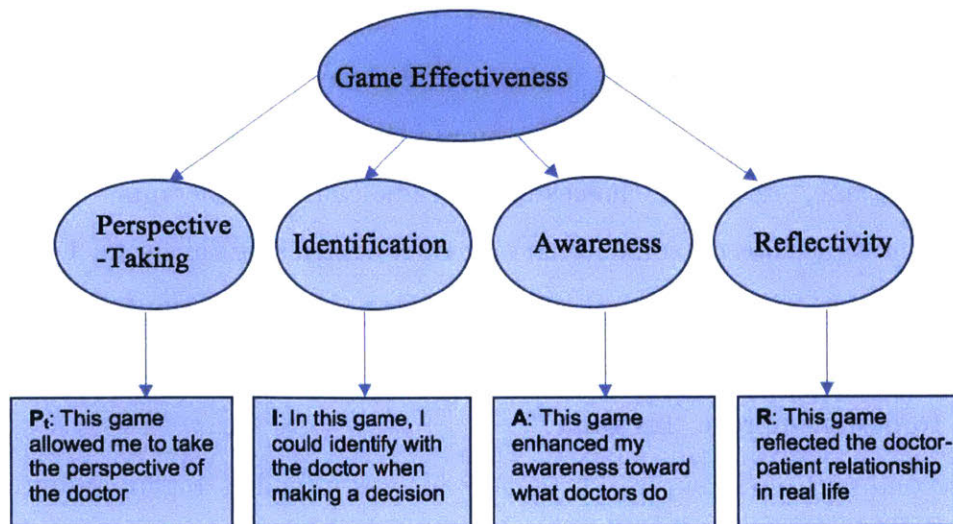 Game Effectiveness
Perspective
-Taking
Identification
Awareness
Reflectivity
Pₜ: This game
allowed me to take
the perspective of
the doctor
I: In this game, I
could identify with
the doctor when
making a decision
A: This game
enhanced my
awareness toward
what doctors do
R: This game
reflected the doctor-
patient relationship
in real life